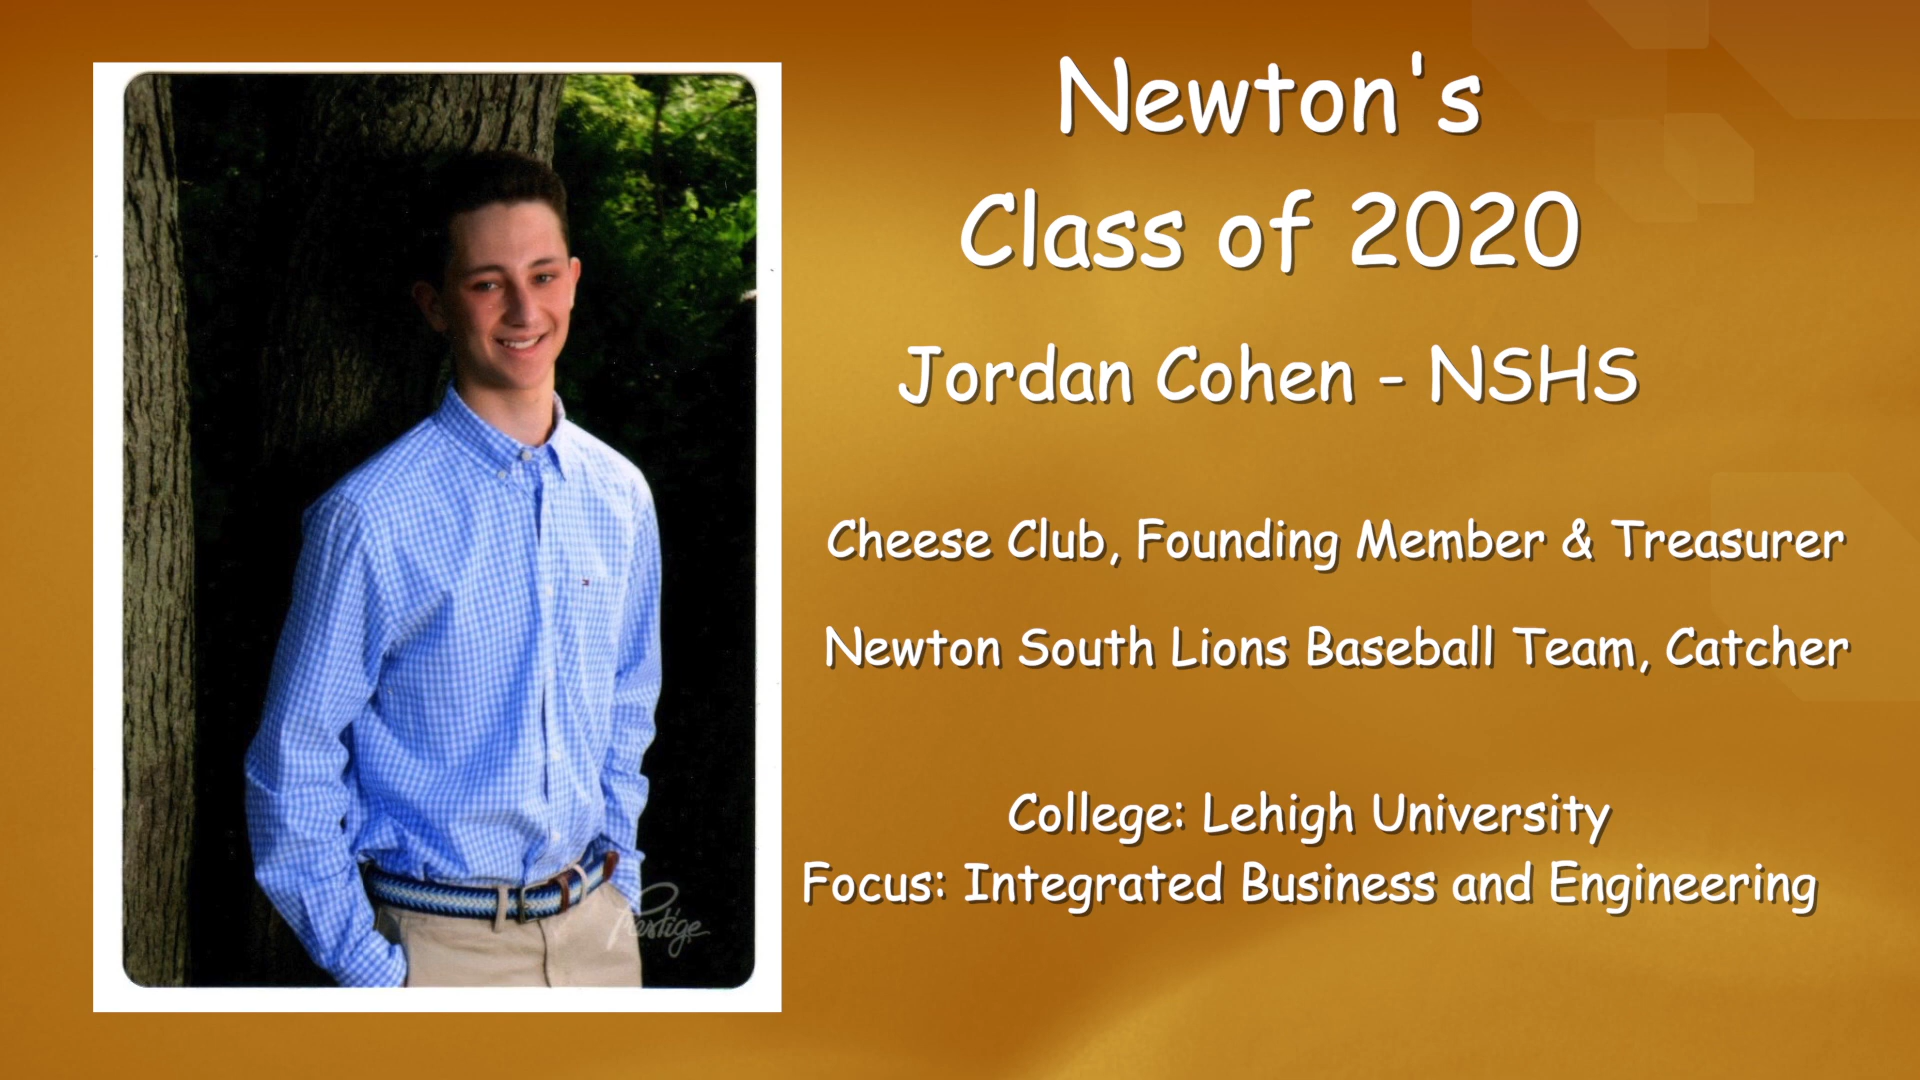 Newton's
Class of 2020
Jordan Cohen - NSHS
Cheese Club, Founding Member & Treasurer
Newton South Lions Baseball Team, Catcher
College: Lehigh University
Focus: Integrated Business and Engineering
Prestige